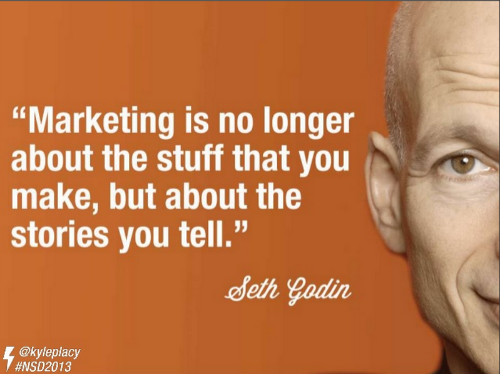 “Marketing is no longer
about the stuff that you
make, but about the
stories you tell.”
Seth Godin
@kyleplacy
#NSD2013